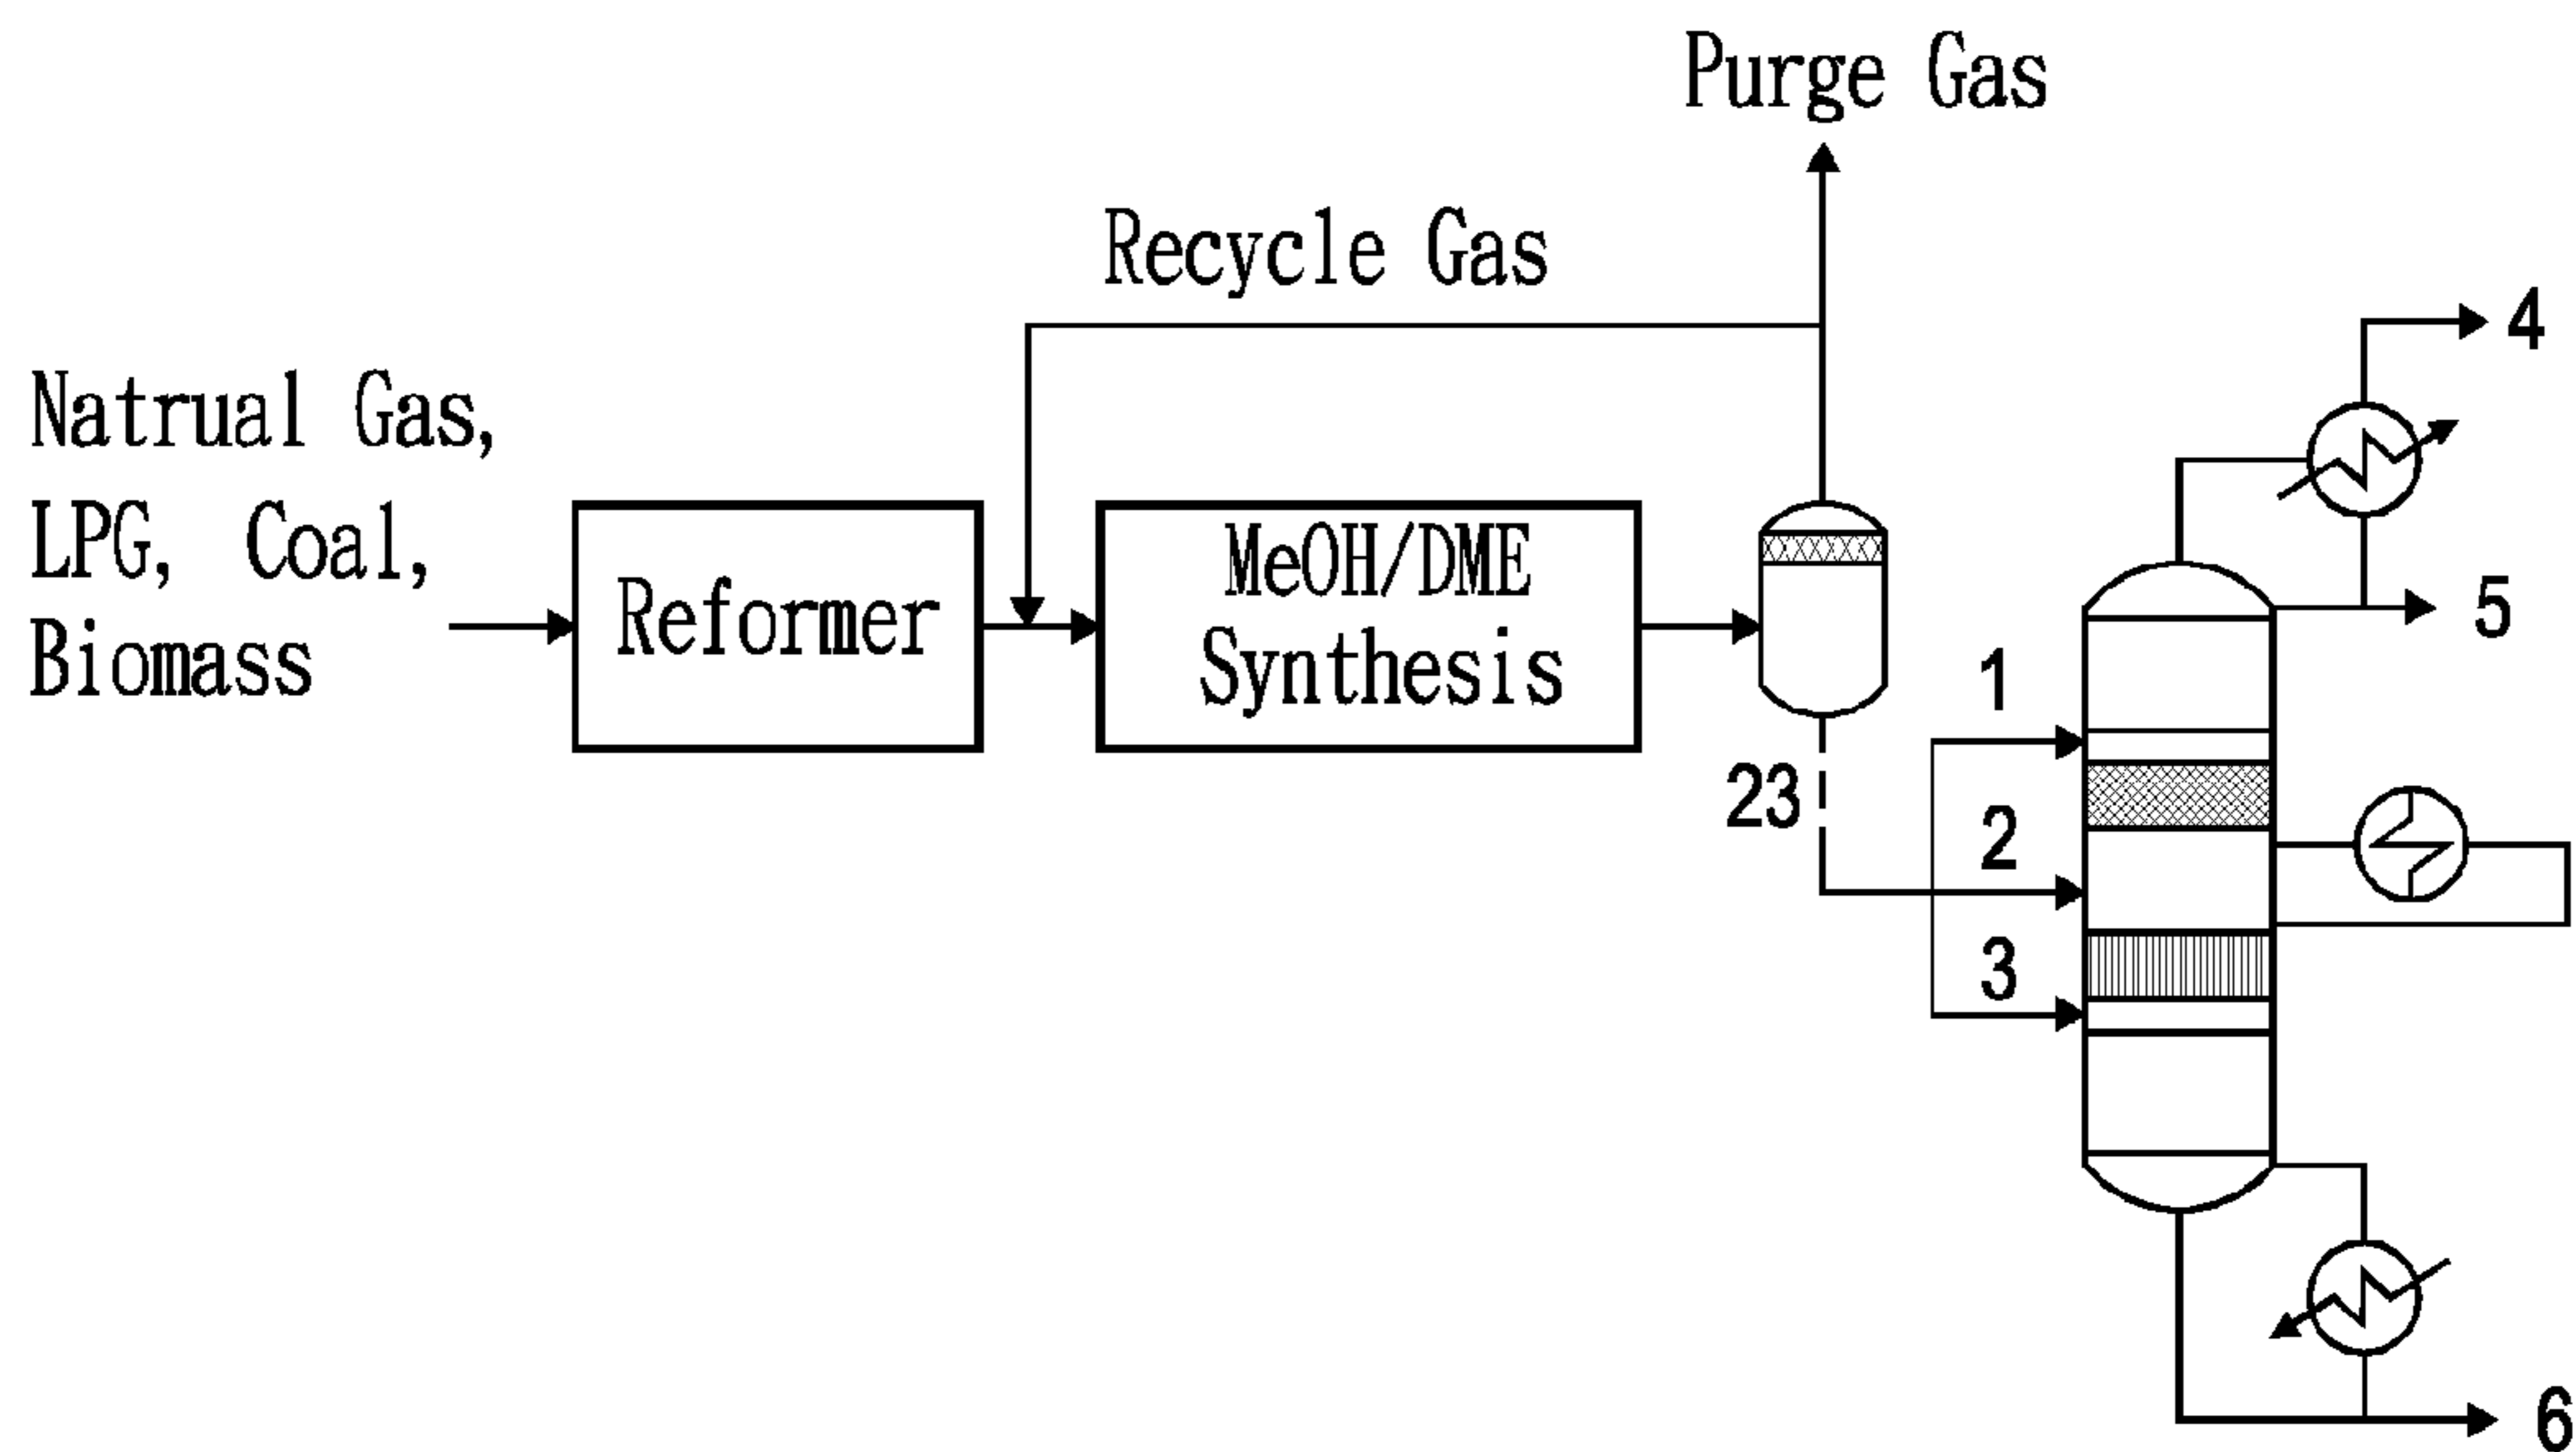 Purge Gas
Recycle Gas
4
Natrual Gas,
LPG, Coal,
Biomass
Reformer
MeOH/DME
Synthesis
5
1
23
2
3
6